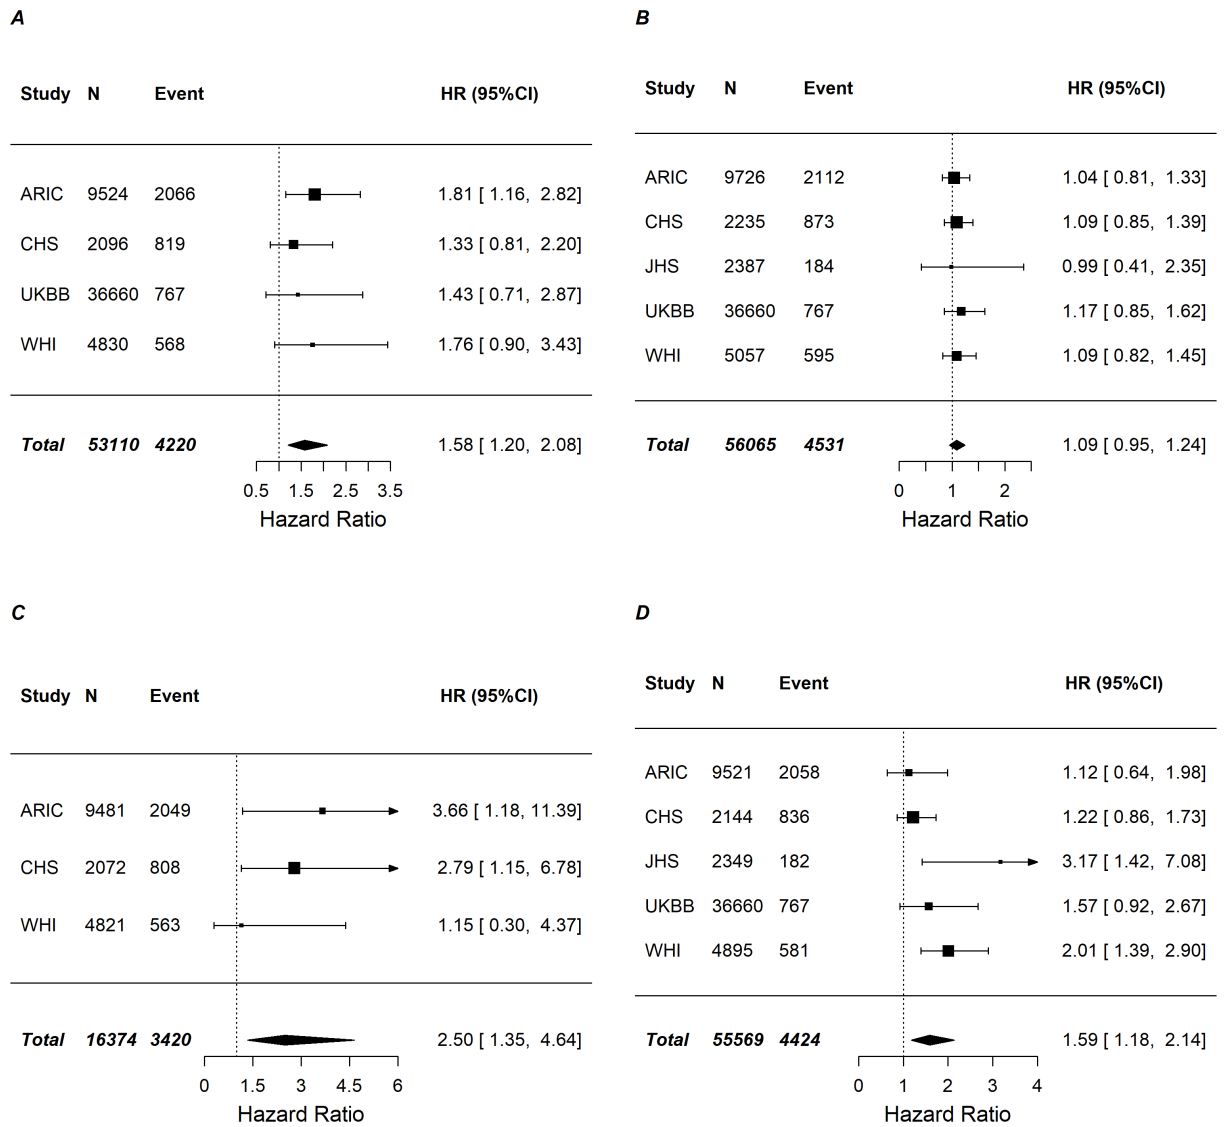 A
Study N Event HR (95%CI)
ARIC 9524 2066 1.81 [ 1.16, 2.82]
CHS 2096 819 1.33 [ 0.81, 2.20]
UKBB 36660 767 1.43 [ 0.71, 2.87]
WHI 4830 568 1.76 [ 0.90, 3.43]
Total 53110 4220 1.58 [ 1.20, 2.08]
0.5 1.5 2.5 3.5
Hazard Ratio
B
Study N Event HR (95%CI)
ARIC 9726 2112 1.04 [ 0.81, 1.33]
CHS 2235 873 1.09 [ 0.85, 1.39]
JHS 2387 184 0.99 [ 0.41, 2.35]
UKBB 36660 767 1.17 [ 0.85, 1.62]
WHI 5057 595 1.09 [ 0.82, 1.45]
Total 56065 4531 1.09 [ 0.95, 1.24]
0 1 2
Hazard Ratio
C
Study N Event HR (95%CI)
ARIC 9481 2049 3.66 [ 1.18, 11.39]
CHS 2072 808 2.79 [ 1.15, 6.78]
WHI 4821 563 1.15 [ 0.30, 4.37]
Total 16374 3420 2.50 [ 1.35, 4.64]
0 1.5 3 4.5 6
Hazard Ratio
D
Study N Event HR (95%CI)
ARIC 9521 2058 1.12 [ 0.64, 1.98]
CHS 2144 836 1.22 [ 0.86, 1.73]
JHS 2349 182 3.17 [ 1.42, 7.08]
UKBB 36660 767 1.57 [ 0.92, 2.67]
WHI 4895 581 2.01 [ 1.39, 2.90]
Total 55569 4424 1.59 [ 1.18, 2.14]
0 1 2 3 4
Hazard Ratio